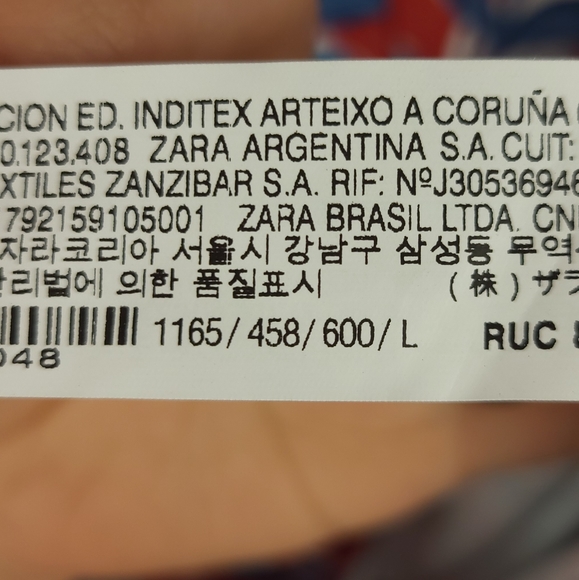 CION ED. INDITEX ARTEIXO A CORUÑA
0.123.408 ZARA ARGENTINA S.A. CUIT:
XTILES ZANZIBAR S.A. RIF: NºJ30536946
792159105001 ZARA BRASIL LTDA. CN
자라코리아 서울시 강남구 삼성동 무역
관리법에 의한 품질표시 (株) ザラ
1165/458/600/L RUC
048